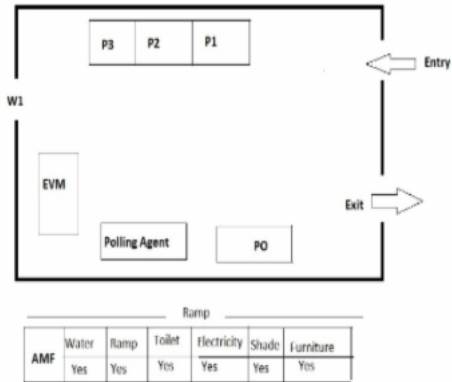 P3 P2 P1
Entry
W1
EVM
Exit
Polling Agent
PO
Ramp
AMF Water Ramp Toilet Electricity Shade Furniture
Yes Yes Yes Yes Yes Yes